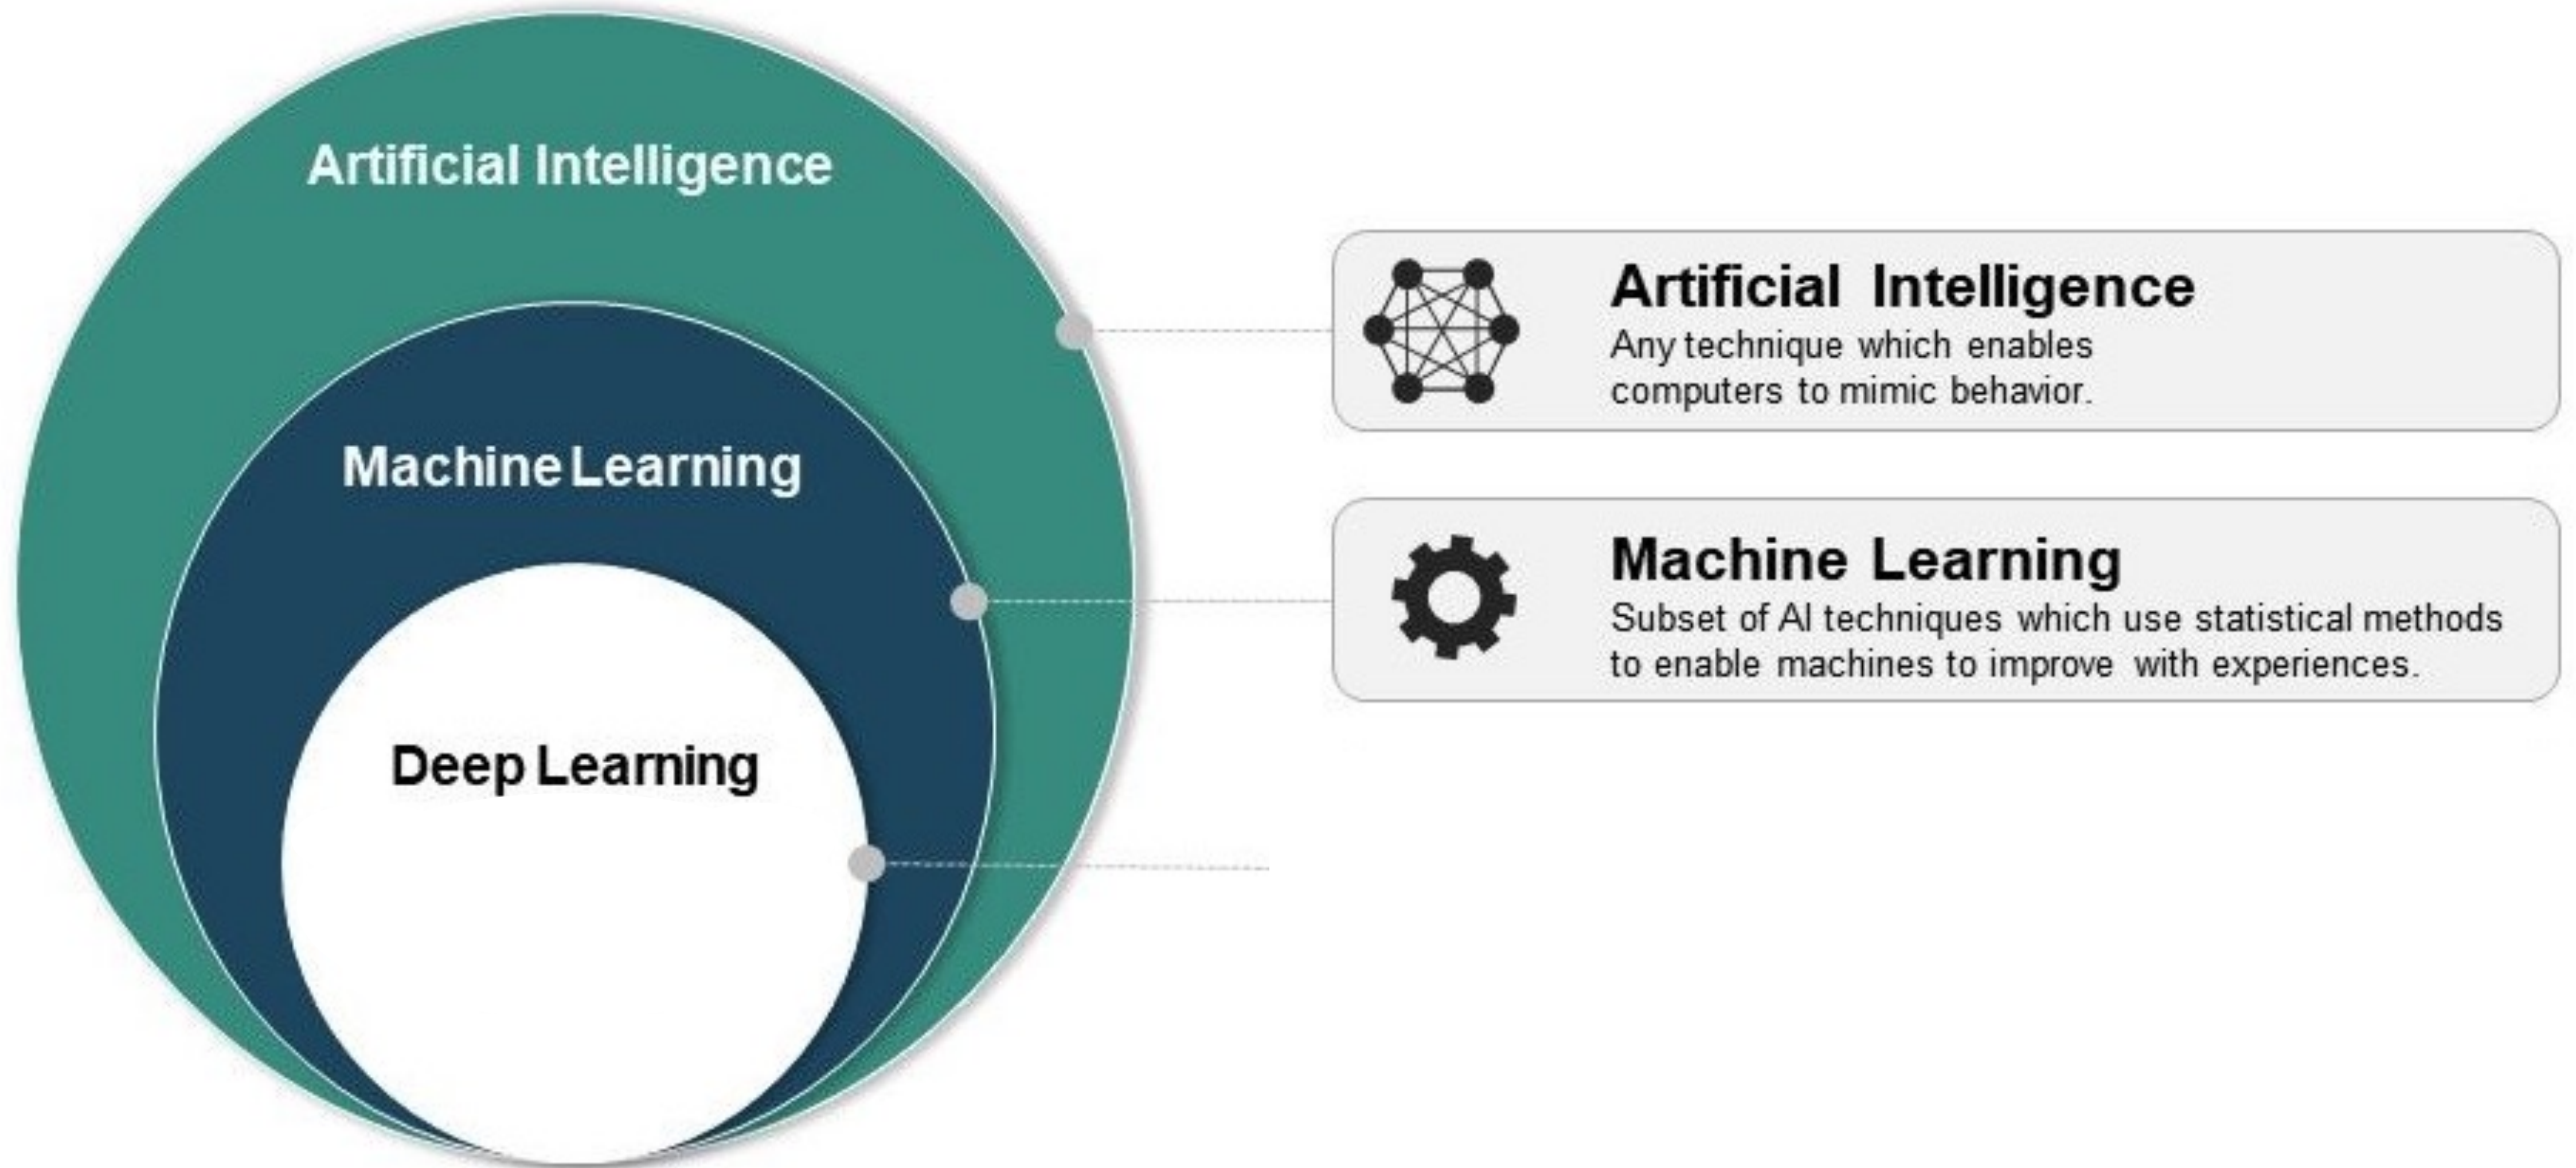 Artificial Intelligence
Machine Learning
Deep Learning
Artificial Intelligence
Any technique which enables
computers to mimic behavior.
Machine Learning
Subset of AI techniques which use statistical methods
to enable machines to improve with experiences.